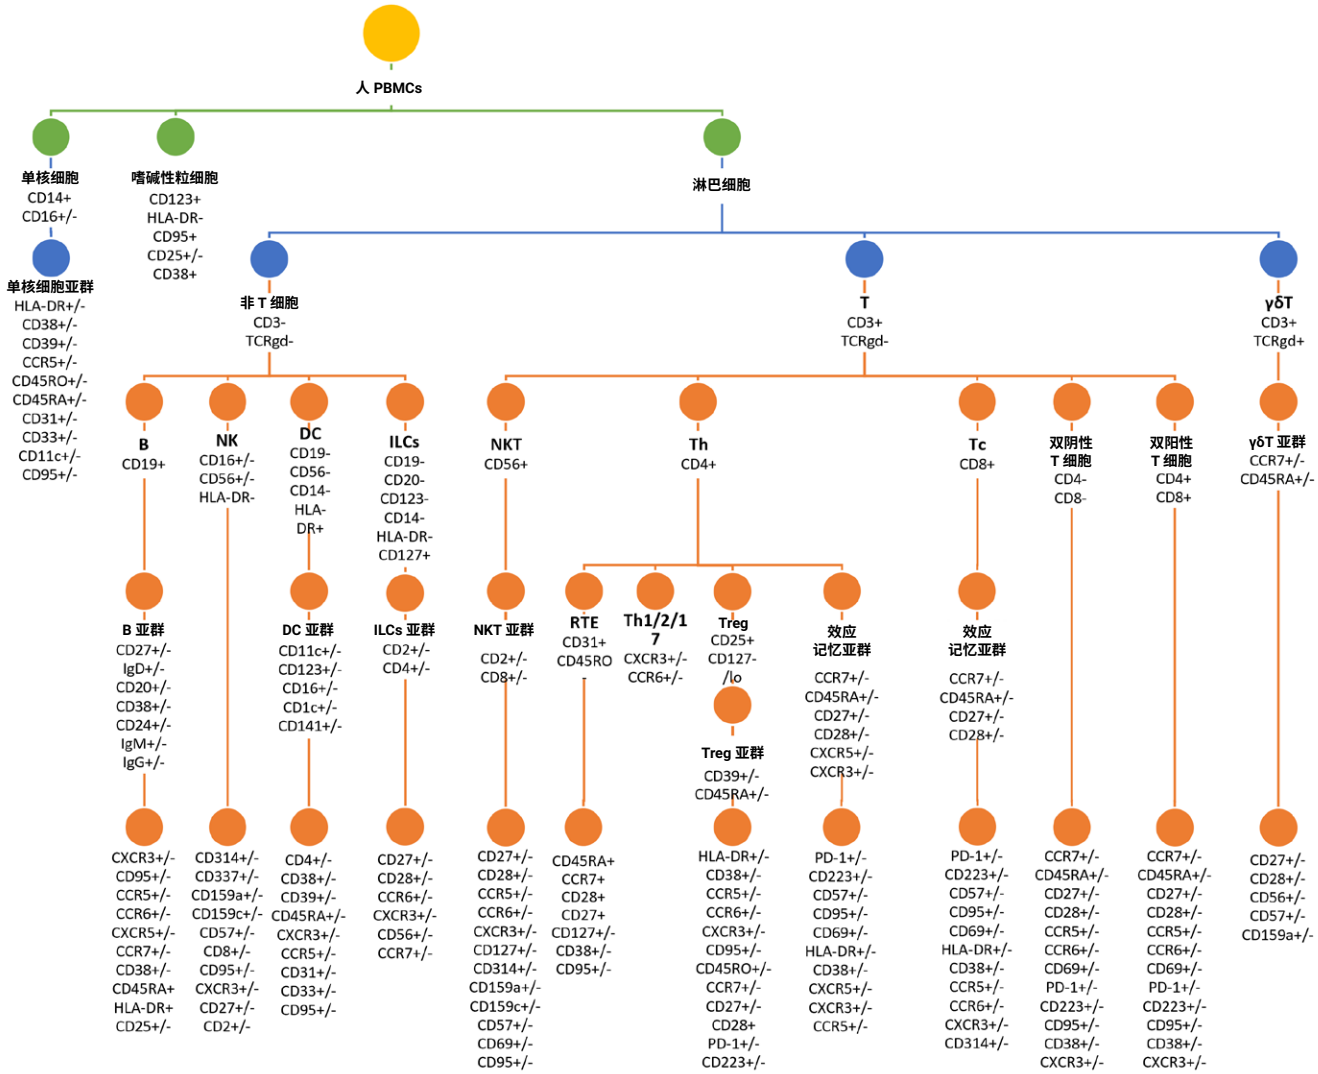 人 PBMCs
单核细胞
CD14+
CD16+/-
嗜碱性粒细胞
CD123+
HLA-DR-
CD95+
CD25+/-
CD38+
淋巴细胞
单核细胞亚群
HLA-DR+/-
CD38+/-
CD39+/-
CCR5+/-
CD45RO+/-
CD45RA+/-
CD31+/-
CD33+/-
CD11c+/-
CD95+/-
非 T 细胞
CD3-
TCRgd-
T
CD3+
TCRgd-
γδT
CD3+
TCRgd+
B
CD19+
NK
CD16+/-
CD56+/-
HLA-DR-
DC
CD19-
CD56-
CD14-
HLA-
DR+
ILCs
CD19-
CD20-
CD123-
CD14-
HLA-DR-
CD127+
NKT
CD56+
Th
CD4+
Tc
CD8+
双阴性
T 细胞
CD4-
CD8-
双阳性
T 细胞
CD4+
CD8+
γδT 亚群
CCR7+/-
CD45RA+/-
B 亚群
CD27+/-
IgD+/-
CD20+/-
CD38+/-
CD24+/-
IgM+/-
IgG+/-
DC 亚群
CD11c+/-
CD123+/-
CD16+/-
CD1c+/-
CD141+/-
ILCs 亚群
CD2+/-
CD4+/-
NKT 亚群
CD2+/-
CD8+/-
RTE
CD31+
CD45RO
-
Th1/2/1
7
CXCR3+/-
CCR6+/-
Treg
CD25+
CD127-
/lo
Treg 亚群
CD39+/-
CD45RA+/-
效应
记忆亚群
CCR7+/-
CD45RA+/-
CD27+/-
CD28+/-
CXCR5+/-
CXCR3+/-
效应
记忆亚群
CCR7+/-
CD45RA+/-
CD27+/-
CD28+/-
CXCR3+/-
CD95+/-
CCR5+/-
CCR6+/-
CXCR5+/-
CCR7+/-
CD38+/-
CD45RA+
HLA-DR+
CD25+/-
CD314+/-
CD337+/-
CD159a+/-
CD159c+/-
CD57+/-
CD8+/-
CD95+/-
CXCR3+/-
CD27+/-
CD2+/-
CD4+/-
CD38+/-
CD39+/-
CD45RA+/-
CXCR3+/-
CCR5+/-
CD31+/-
CD33+/-
CD95+/-
CD27+/-
CD28+/-
CCR6+/-
CXCR3+/-
CD56+/-
CCR7+/-
CD27+/-
CD28+/-
CCR5+/-
CCR6+/-
CXCR3+/-
CD127+/-
CD314+/-
CD159a+/-
CD159c+/-
CD57+/-
CD69+/-
CD95+/-
CD45RA+
CCR7+
CD28+
CD27+
CD127+/-
CD38+/-
CD95+/-
HLA-DR+/-
CD38+/-
CCR5+/-
CCR6+/-
CXCR3+/-
CD95+/-
CD45RO+/-
CCR7+/-
CD27+/-
CD28+
PD-1+/-
CD223+/-
PD-1+/-
CD223+/-
CD57+/-
CD95+/-
CD69+/-
HLA-DR+/-
CD38+/-
CXCR5+/-
CXCR3+/-
CCR5+/-
PD-1+/-
CD223+/-
CD57+/-
CD95+/-
CD69+/-
HLA-DR+/-
CD38+/-
CCR5+/-
CCR6+/-
CXCR3+/-
CD314+/-
CCR7+/-
CD45RA+/-
CD27+/-
CD28+/-
CCR5+/-
CCR6+/-
CD69+/-
PD-1+/-
CD223+/-
CD95+/-
CD38+/-
CXCR3+/-
CCR7+/-
CD45RA+/-
CD27+/-
CD28+/-
CCR5+/-
CCR6+/-
CD69+/-
PD-1+/-
CD223+/-
CD95+/-
CD38+/-
CXCR3+/-
CD27+/-
CD28+/-
CD56+/-
CD57+/-
CD159a+/-